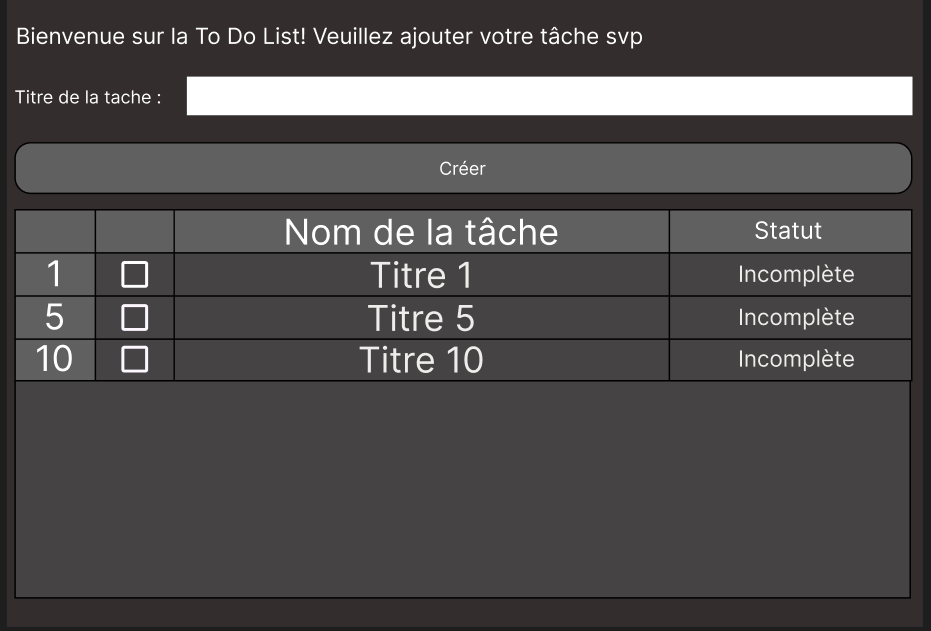 Bienvenue sur la To Do List! Veuillez ajouter votre tâche svp
Titre de la tache :
Créer
Nom de la tâche Statut
1 Titre 1 Incomplète
5 Titre 5 Incomplète
10 Titre 10 Incomplète